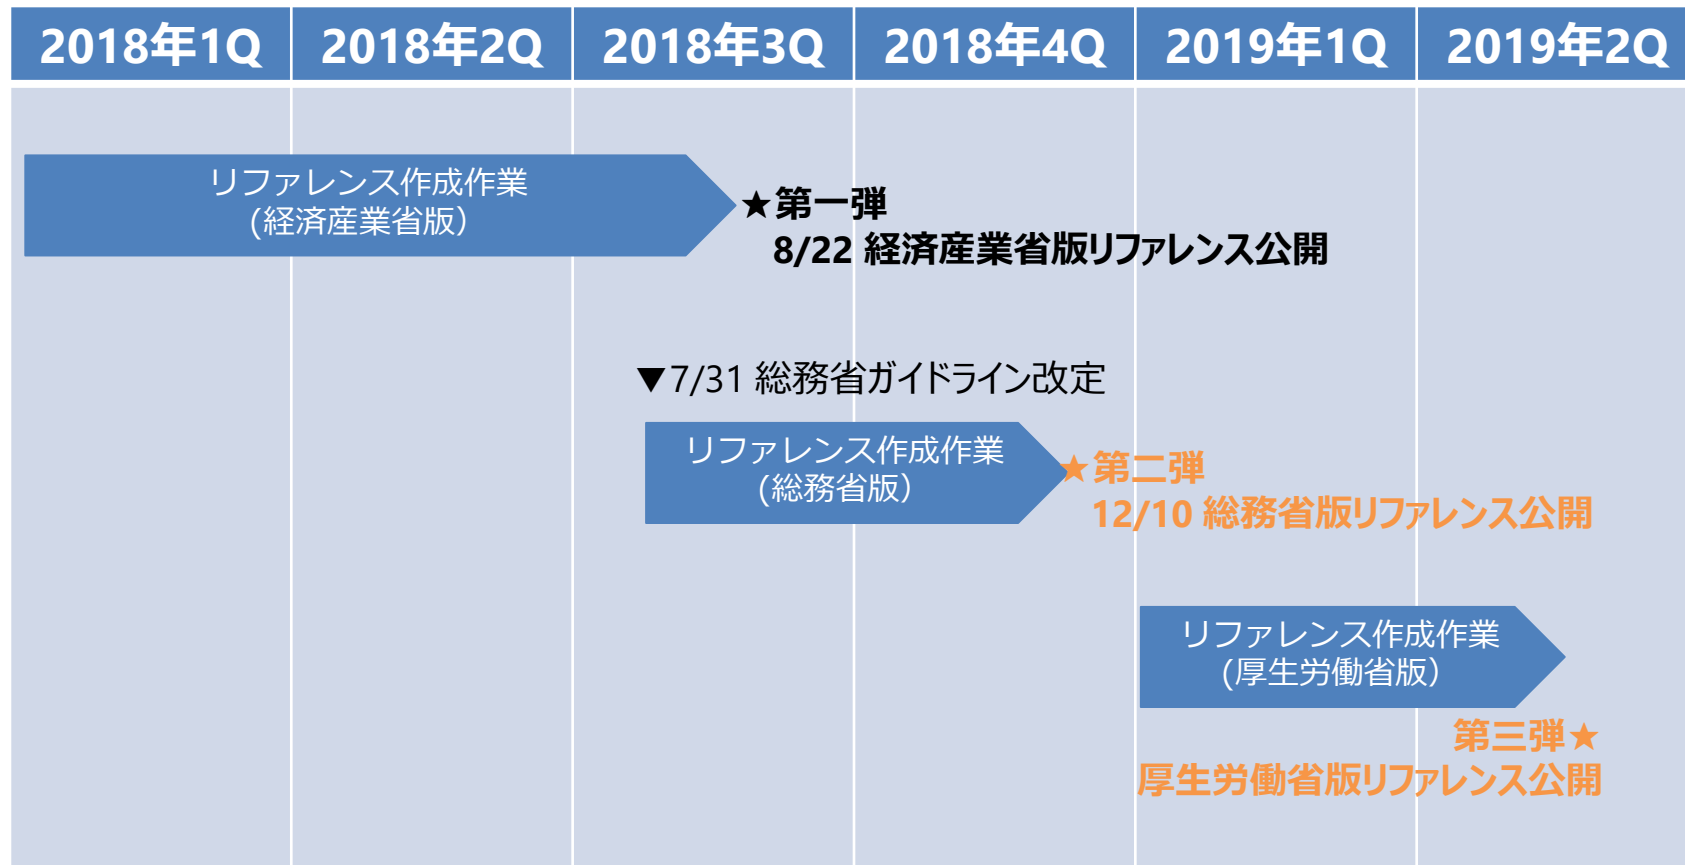 2018年1Q 2018年2Q 2018年3Q 2018年4Q 2019年1Q 2019年2Q
リファレンス作成作業
(経済産業省版）
★第一弾
8/22 経済産業省版リファレンス公開
▼7/31 総務省ガイドライン改定
リファレンス作成作業
(総務省版）
★第二弾
12/10 総務省版リファレンス公開
リファレンス作成作業
(厚生労働省版）
第三弾★
厚生労働省版リファレンス公開